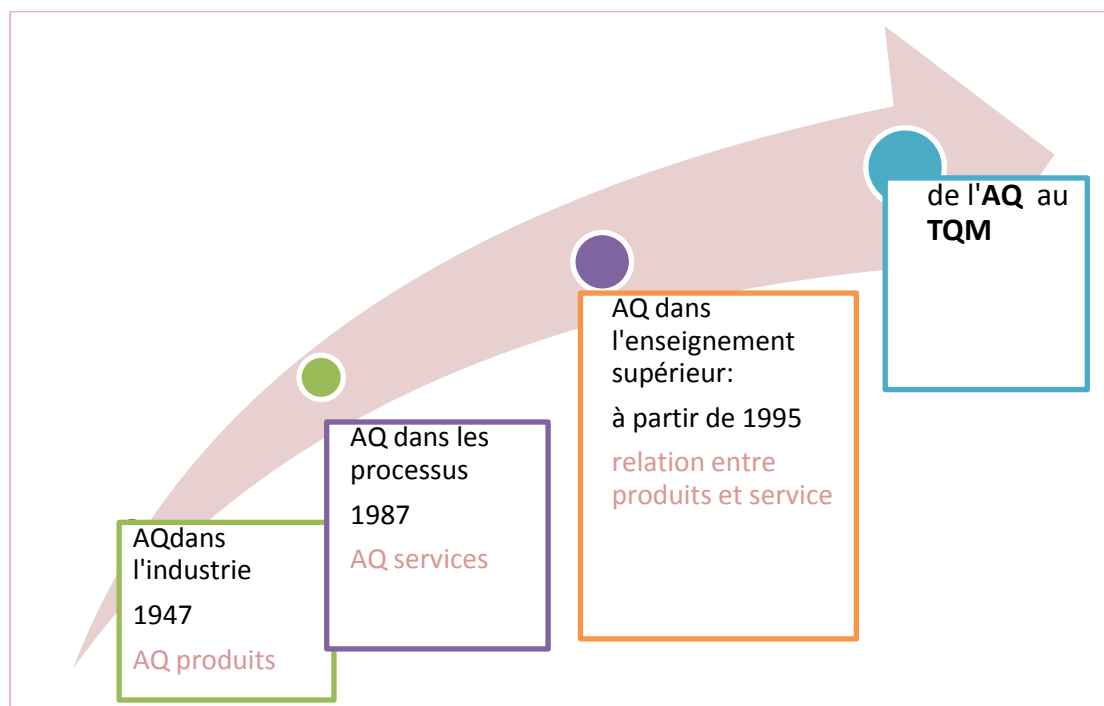 AQdans
l'industrie
1947
AQ produits
AQ dans les
processus
1987
AQ services
AQ dans
l'enseignement
supérieur:
à partir de 1995
relation entre
produits et service
de l'AQ au
TQM